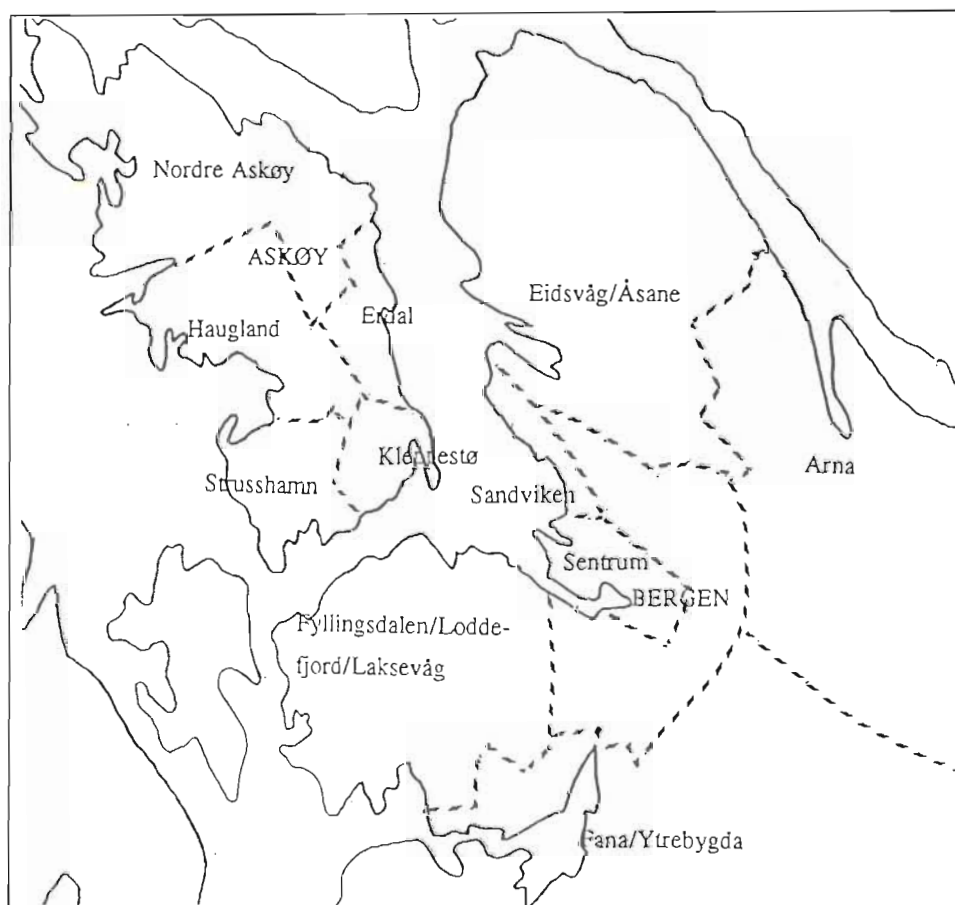 Nordre Askøy
ASKØY
Eidsvåg/Åsane
Haugland
Erdal
Kleppestø
Arna
Strusshamn
Sandviken
Sentrum
BERGEN
Fyllingsdalen/Lodde-
fjord/Laksevåg
Fana/Ytrebygda